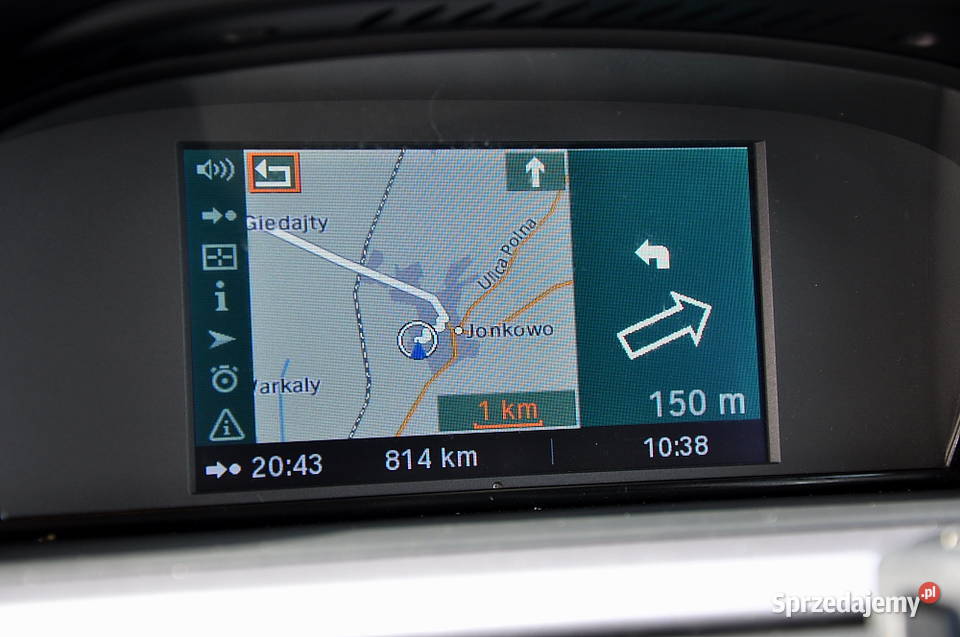 Giedajty
Ulica Polna
Jonkowo
Warkaly
1 km
150 m
20:43
814 km
10:38
Sprzedajemy.pl